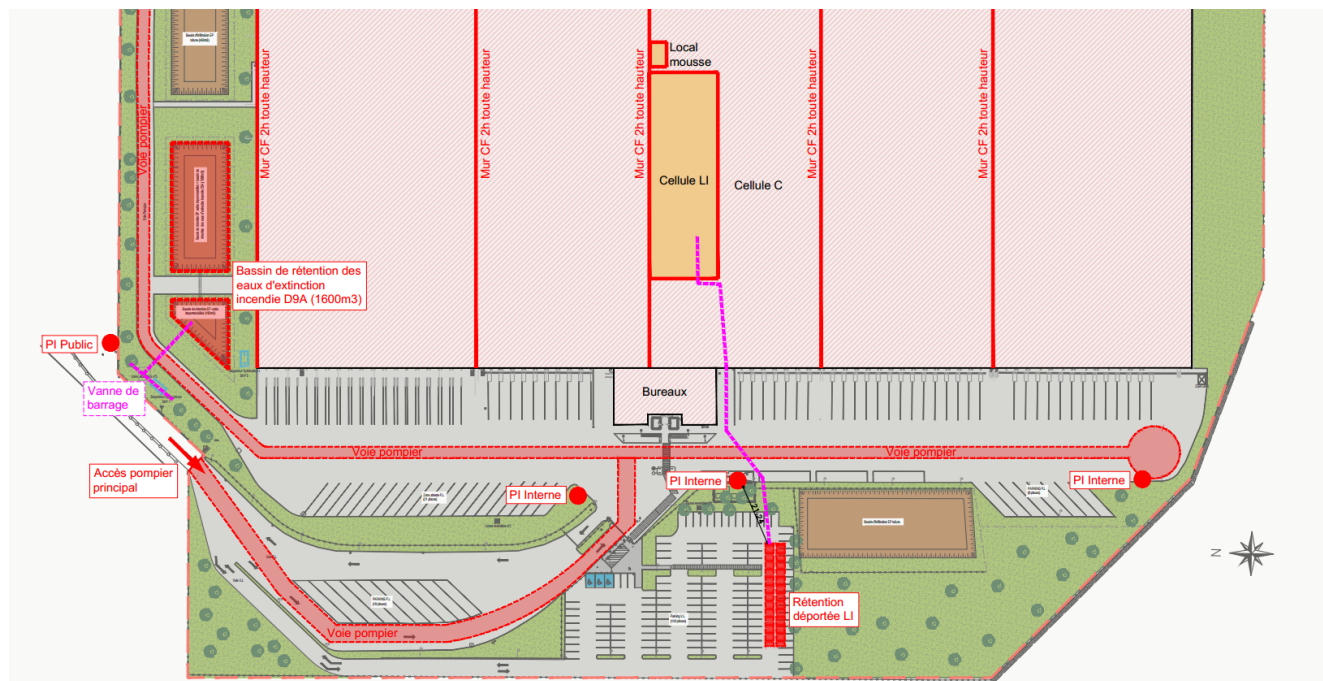 Local
mousse
Mur CF 2h toute hauteur
Mur CF 2h toute hauteur
Mur CF 2h toute hauteur
Mur CF 2h toute hauteur
Mur CF 2h toute hauteur
Voie pompier
Cellule LI
Cellule C
Bassin de rétention des
eaux d'extinction
incendie D9A (1600m3)
PI Public
Vanne de
barrage
Bureaux
Accès pompier
principal
Voie pompier
Voie pompier
PI Interne
PI Interne
PI Interne
N
Rétention
déportée LI
Voie pompier